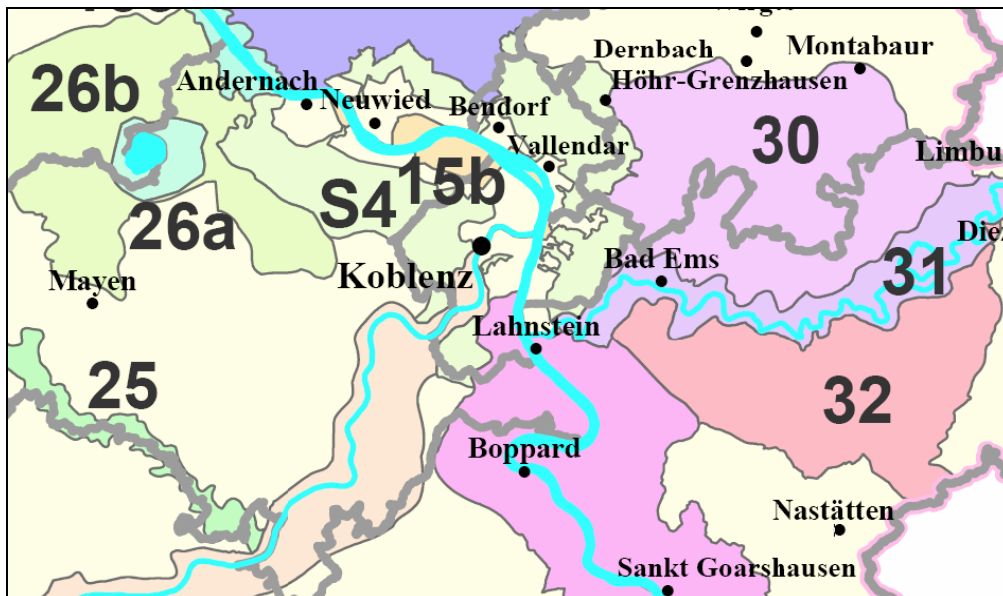 Dernbach
Montabaur
26b
Andernach
Höhr-Grenzhausen
Neuwied
Bendorf
30
Vallendar
S4
15b
26a
Koblenz
Bad Ems
31
Mayen
Lahnstein
25
32
Boppard
Nastätten
Sankt Goarshausen